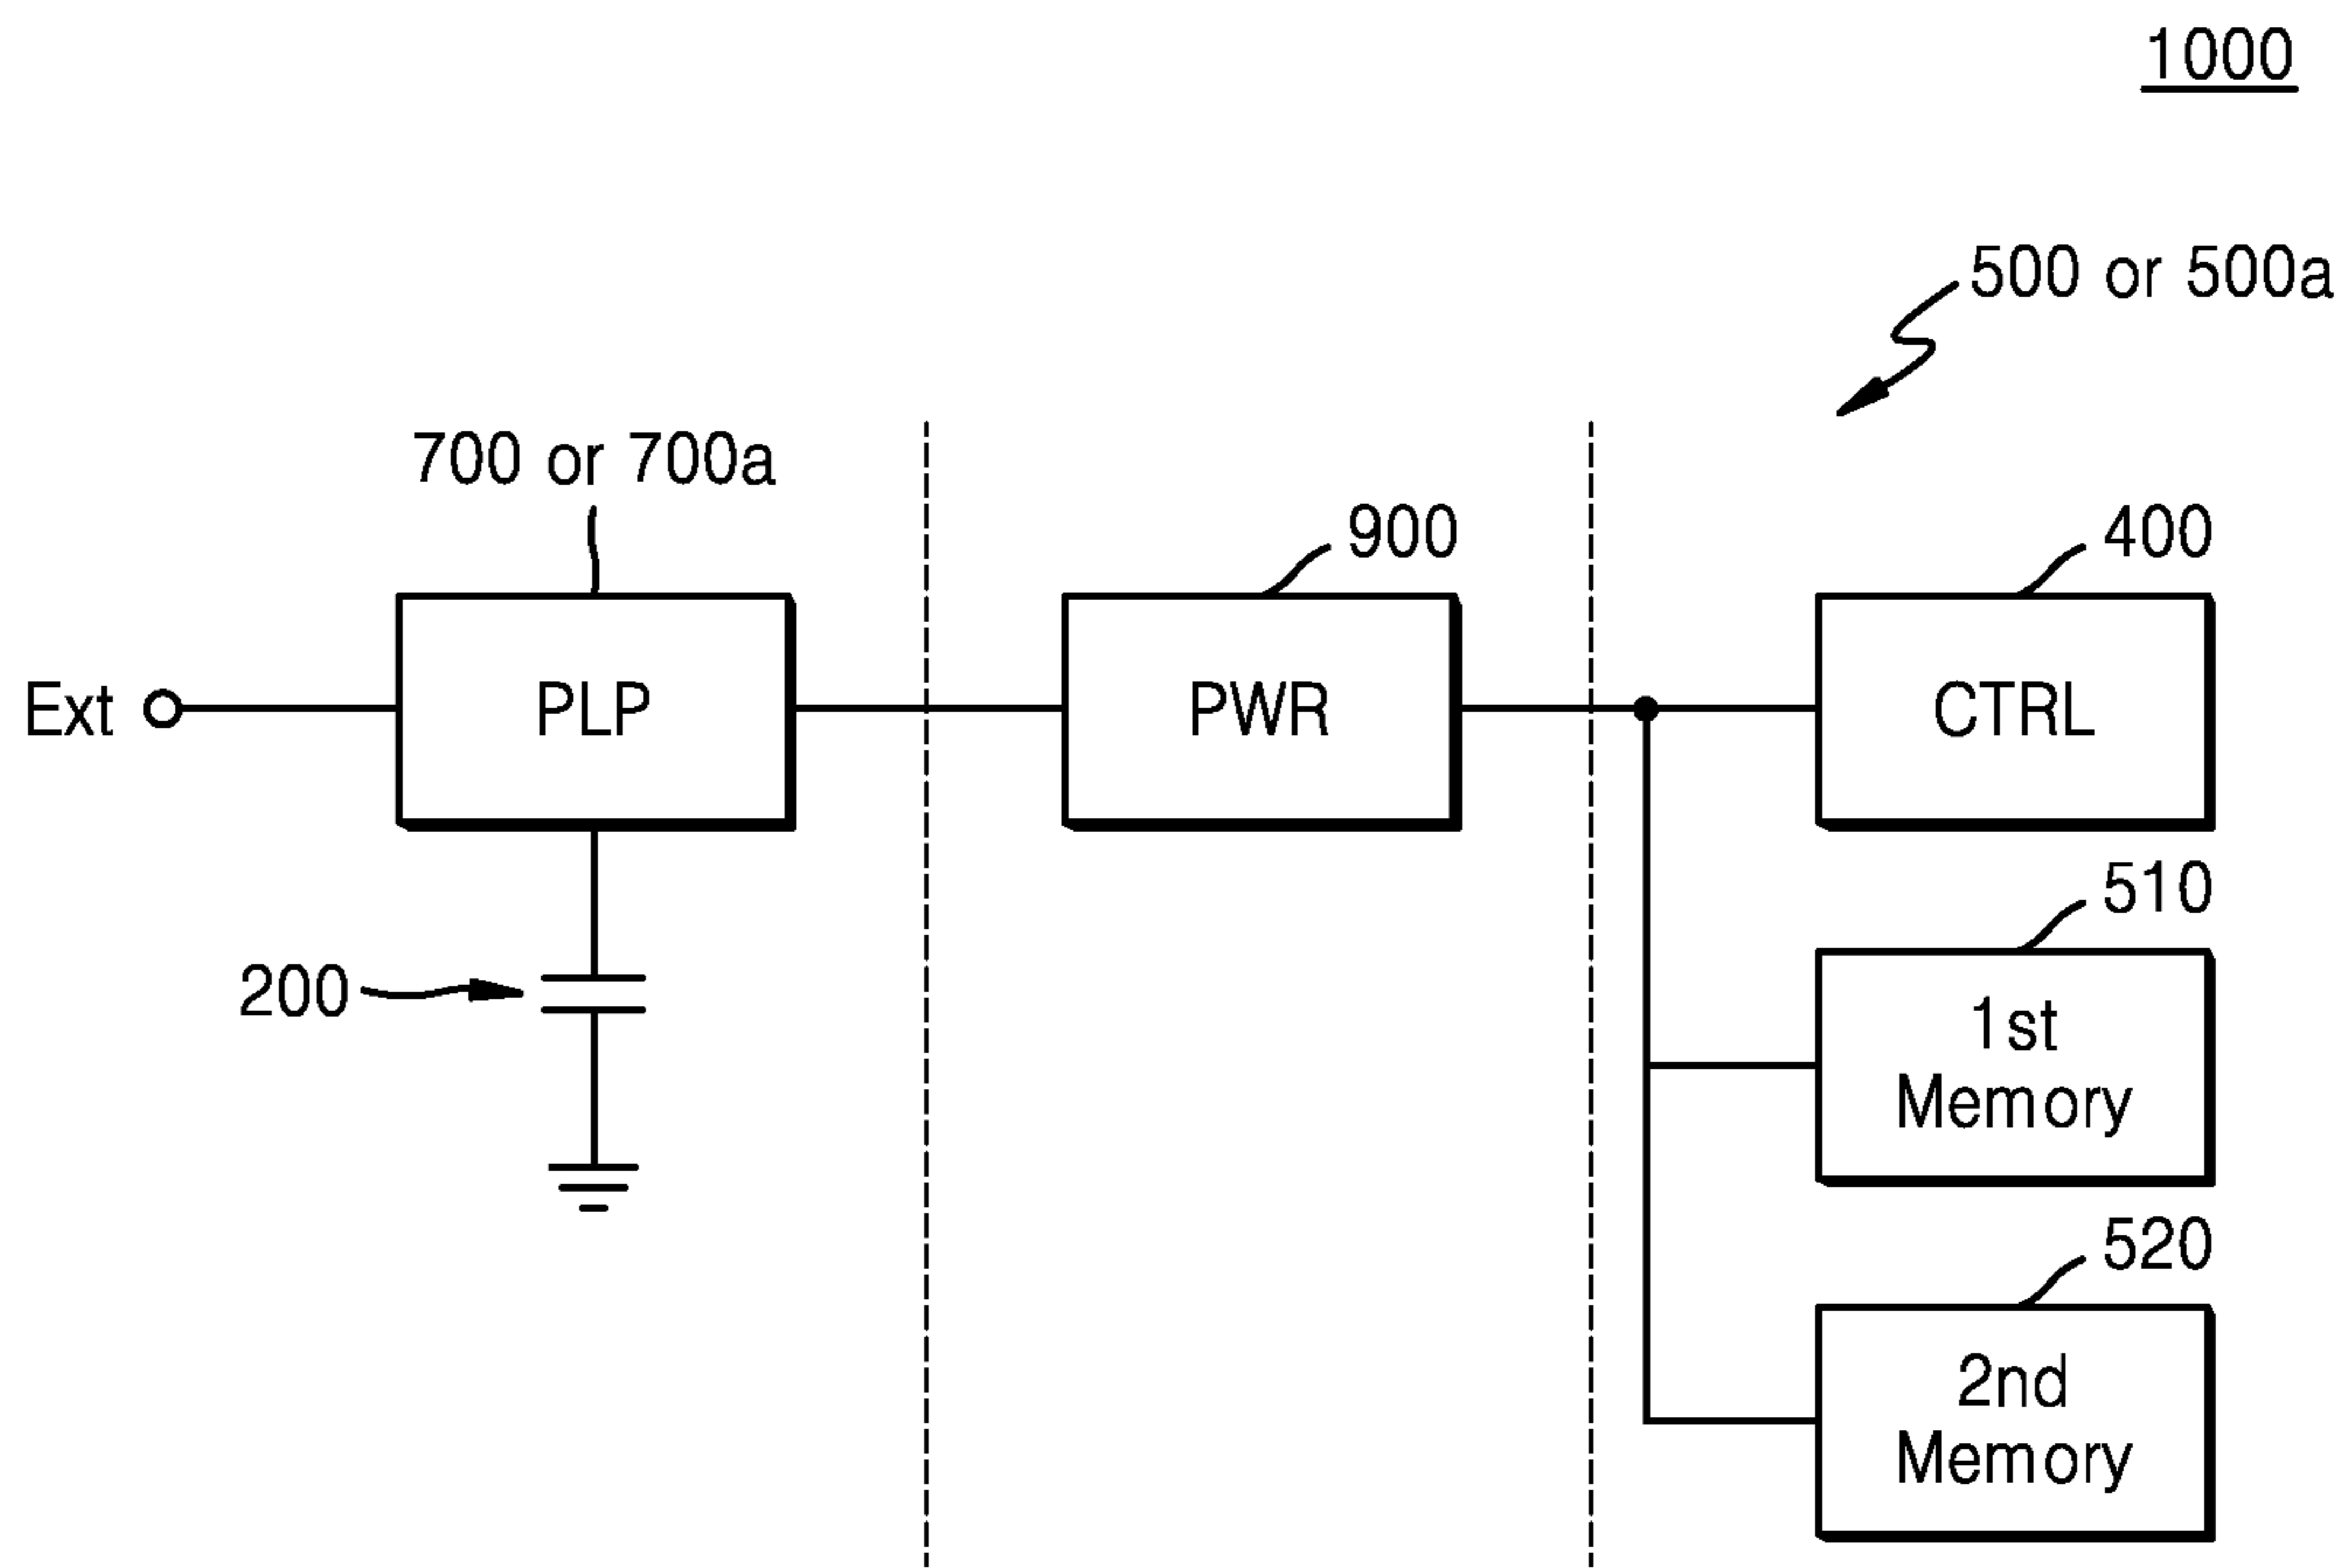 1000
500 or 500a
700 or 700a
900
400
Ext
PLP
PWR
CTRL
510
200
1st
Memory
520
2nd
Memory